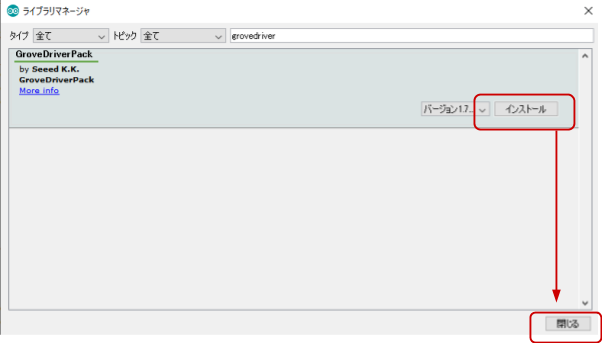 ライブラリマネージャ
タイプ 全て トピック 全て grovedriver
GroveDriverPack
by Seeed K.K.
GroveDriverPack
More info
バージョン1.7... インストール
閉じる